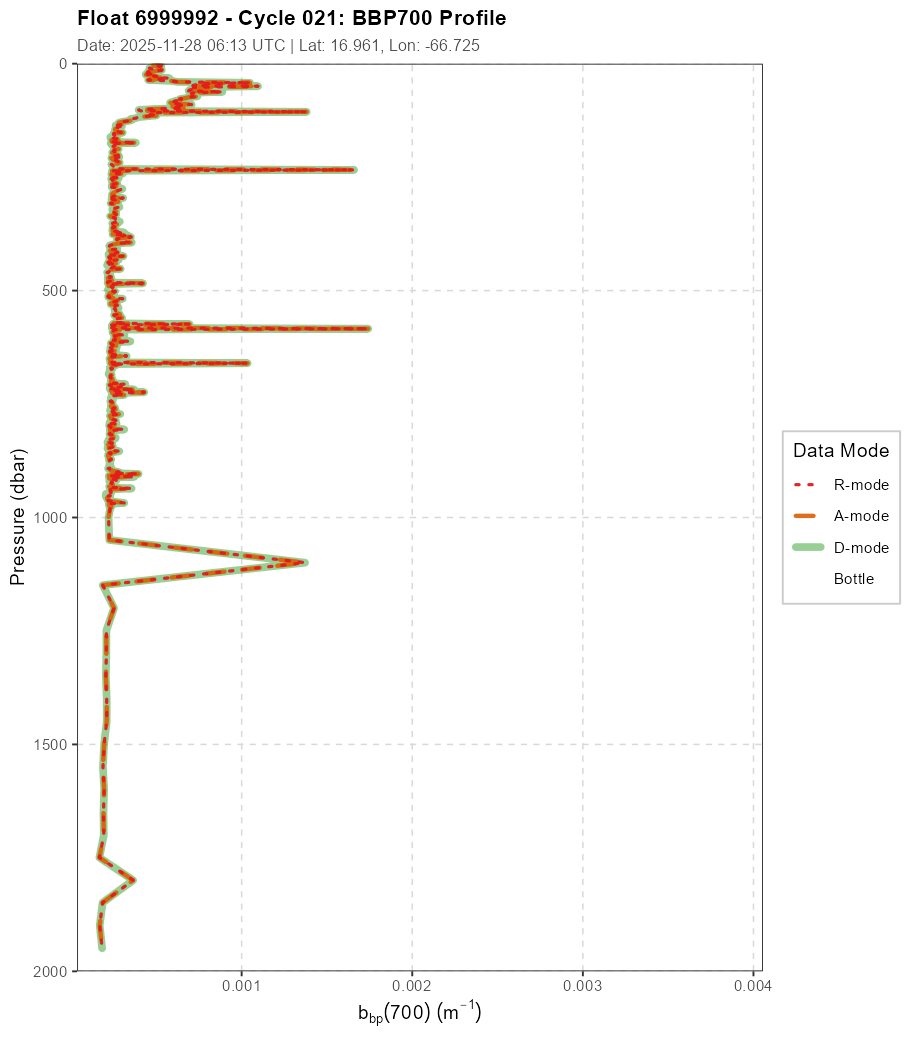 Float 6999992 - Cycle 021: BBP700 Profile
Date: 2025-11-28 06:13 UTC | Lat: 16.961, Lon: -66.725
0
500
1000
1500
2000
Pressure (dbar)
0.001
0.002
0.003
0.004
b_bp(700) (m⁻¹)
Data Mode
R-mode
A-mode
D-mode
Bottle